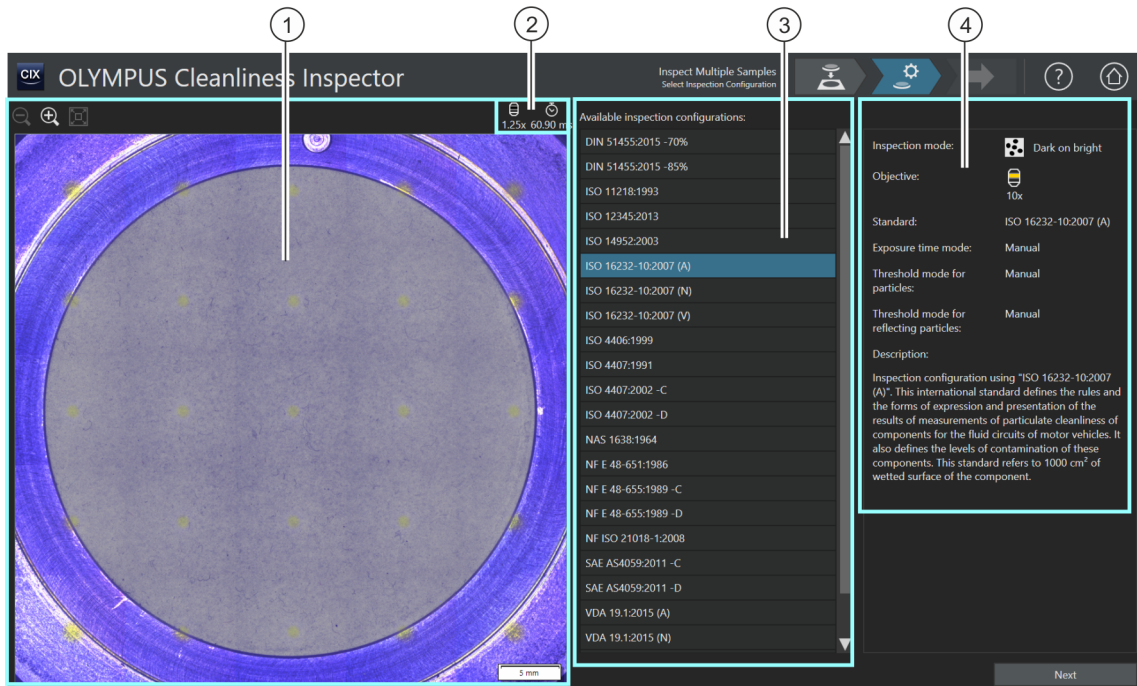 1
2
3
4
CIX
OLYMPUS Cleanliness Inspector
Inspect Multiple Samples
Select Inspection Configuration
?
1.25x 60.90 ms
Available inspection configurations:
DIN 51455:2015 -70%
DIN 51455:2015 -85%
ISO 11218:1993
ISO 12345:2013
ISO 14952:2003
ISO 16232-10:2007 (A)
ISO 16232-10:2007 (N)
ISO 16232-10:2007 (V)
ISO 4406:1999
ISO 4407:1991
ISO 4407:2002 -C
ISO 4407:2002 -D
NAS 1638:1964
NF E 48-651:1986
NF E 48-655:1989 -C
NF E 48-655:1989 -D
NF ISO 21018-1:2008
SAE AS4059:2011 -C
SAE AS4059:2011 -D
VDA 19.1:2015 (A)
VDA 19.1:2015 (N)
Inspection mode: Dark on bright
Objective:
10x
Standard: ISO 16232-10:2007 (A)
Exposure time mode: Manual
Threshold mode for Manual
particles:
Threshold mode for Manual
reflecting particles:
Description:
Inspection configuration using "ISO 16232-10:2007
(A)". This international standard defines the rules and
the forms of expression and presentation of the
results of measurements of particulate cleanliness of
components for the fluid circuits of motor vehicles. It
also defines the levels of contamination of these
components. This standard refers to 1000 cm² of
wetted surface of the component.
5 mm
Next